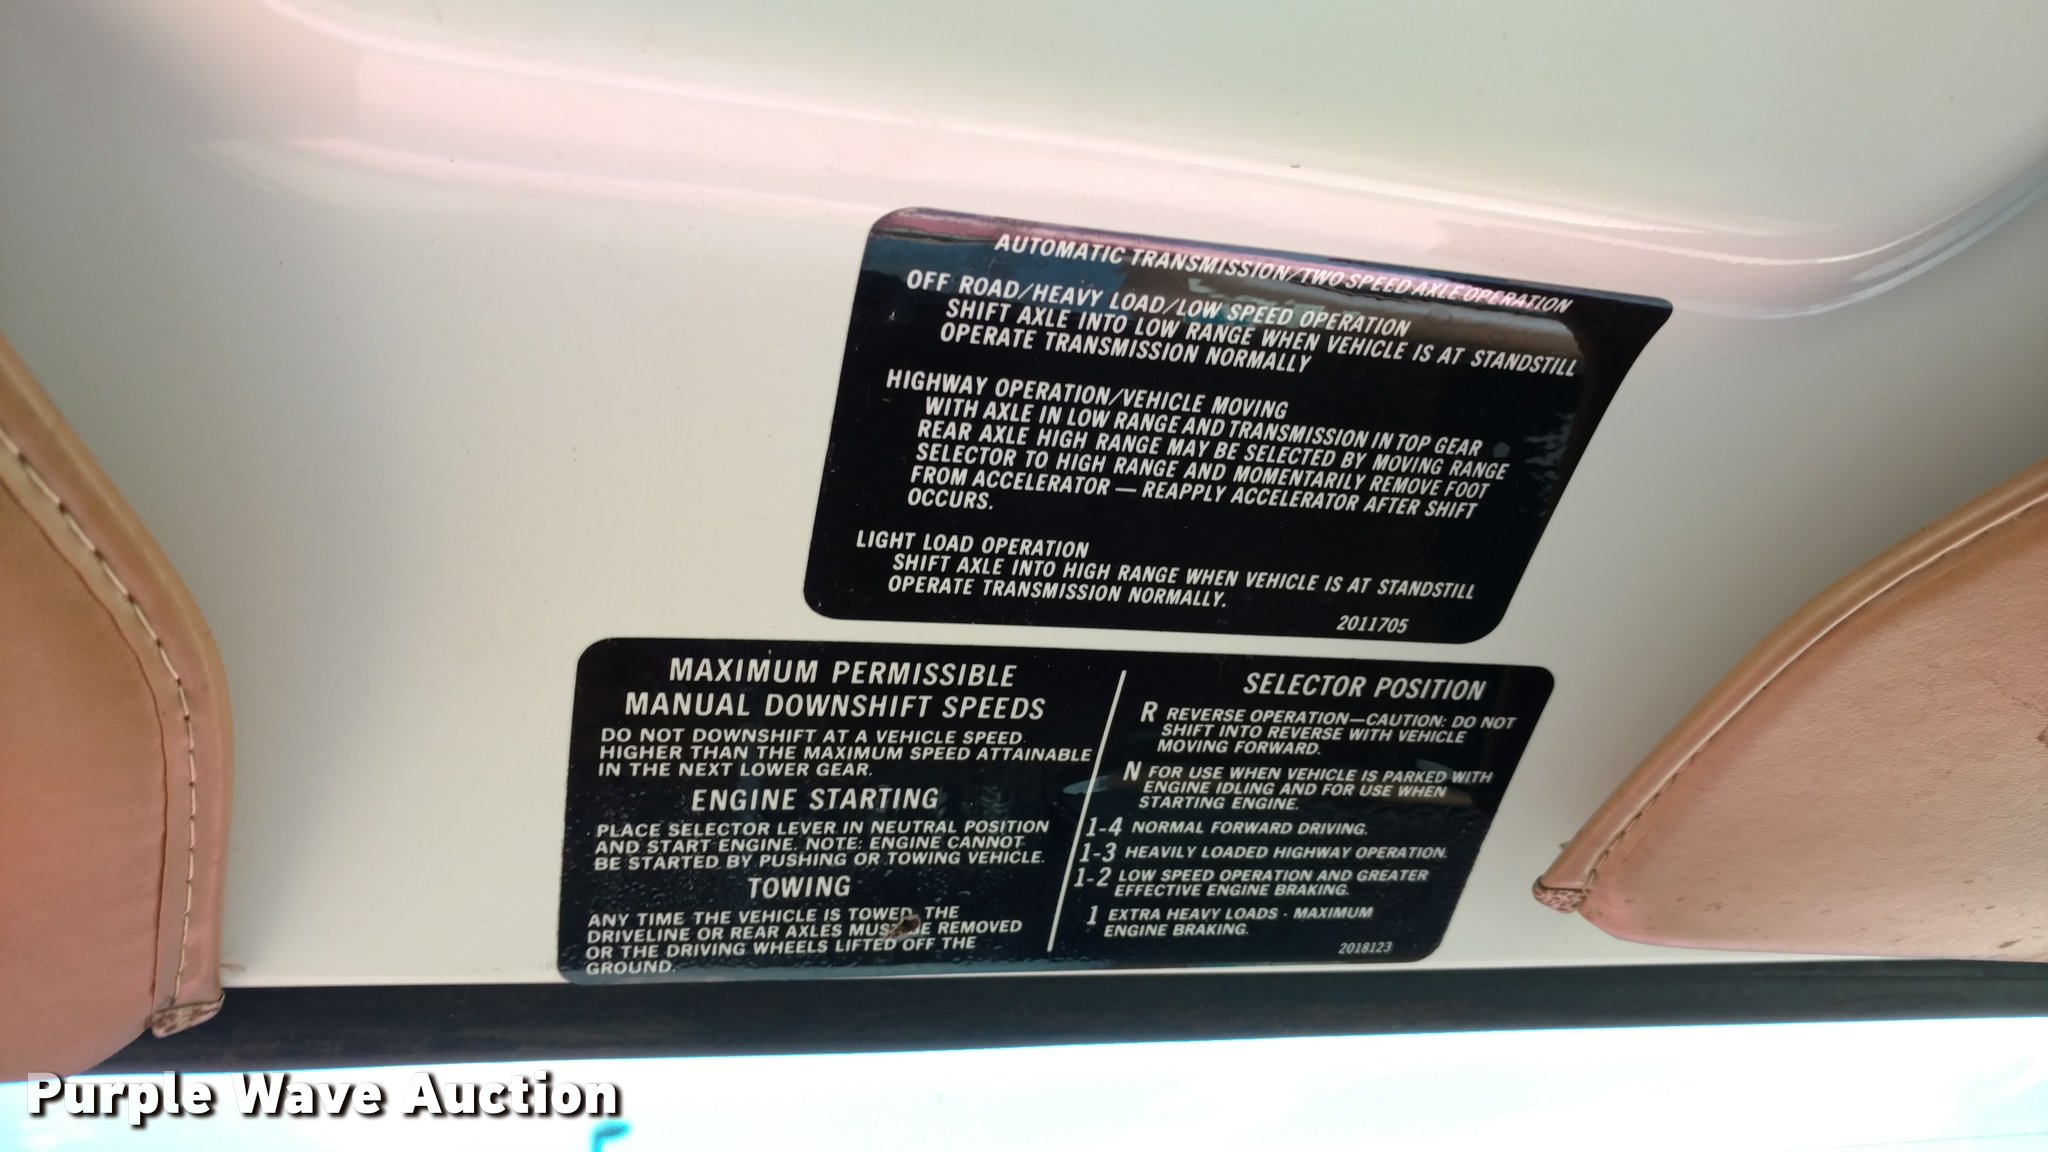 AUTOMATIC TRANSMISSION/TWO SPEED AXLE OPERATION
OFF ROAD/HEAVY LOAD/LOW SPEED OPERATION
SHIFT AXLE INTO LOW RANGE WHEN VEHICLE IS AT STANDSTILL
OPERATE TRANSMISSION NORMALLY
HIGHWAY OPERATION/VEHICLE MOVING
WITH AXLE IN LOW RANGE AND TRANSMISSION IN TOP GEAR
REAR AXLE HIGH RANGE MAY BE SELECTED BY MOVING RANGE
SELECTOR TO HIGH RANGE AND MOMENTARILY REMOVE FOOT
FROM ACCELERATOR — REAPPLY ACCELERATOR AFTER SHIFT
OCCURS.
LIGHT LOAD OPERATION
SHIFT AXLE INTO HIGH RANGE WHEN VEHICLE IS AT STANDSTILL
OPERATE TRANSMISSION NORMALLY.
2011705
MAXIMUM PERMISSIBLE
MANUAL DOWNSHIFT SPEEDS
DO NOT DOWNSHIFT AT A VEHICLE SPEED
HIGHER THAN THE MAXIMUM SPEED ATTAINABLE
IN THE NEXT LOWER GEAR.
ENGINE STARTING
PLACE SELECTOR LEVER IN NEUTRAL POSITION
AND START ENGINE. NOTE: ENGINE CANNOT
BE STARTED BY PUSHING OR TOWING VEHICLE.
TOWING
ANY TIME THE VEHICLE IS TOWED, THE
DRIVELINE OR REAR AXLES MUST BE REMOVED
OR THE DRIVING WHEELS LIFTED OFF THE
GROUND.
SELECTOR POSITION
R REVERSE OPERATION—CAUTION: DO NOT
SHIFT INTO REVERSE WITH VEHICLE
MOVING FORWARD.
N FOR USE WHEN VEHICLE IS PARKED WITH
ENGINE IDLING AND FOR USE WHEN
STARTING ENGINE.
1-4 NORMAL FORWARD DRIVING.
1-3 HEAVILY LOADED HIGHWAY OPERATION.
1-2 LOW SPEED OPERATION AND GREATER
EFFECTIVE ENGINE BRAKING.
1 EXTRA HEAVY LOADS - MAXIMUM
ENGINE BRAKING.
2018123
Purple Wave Auction